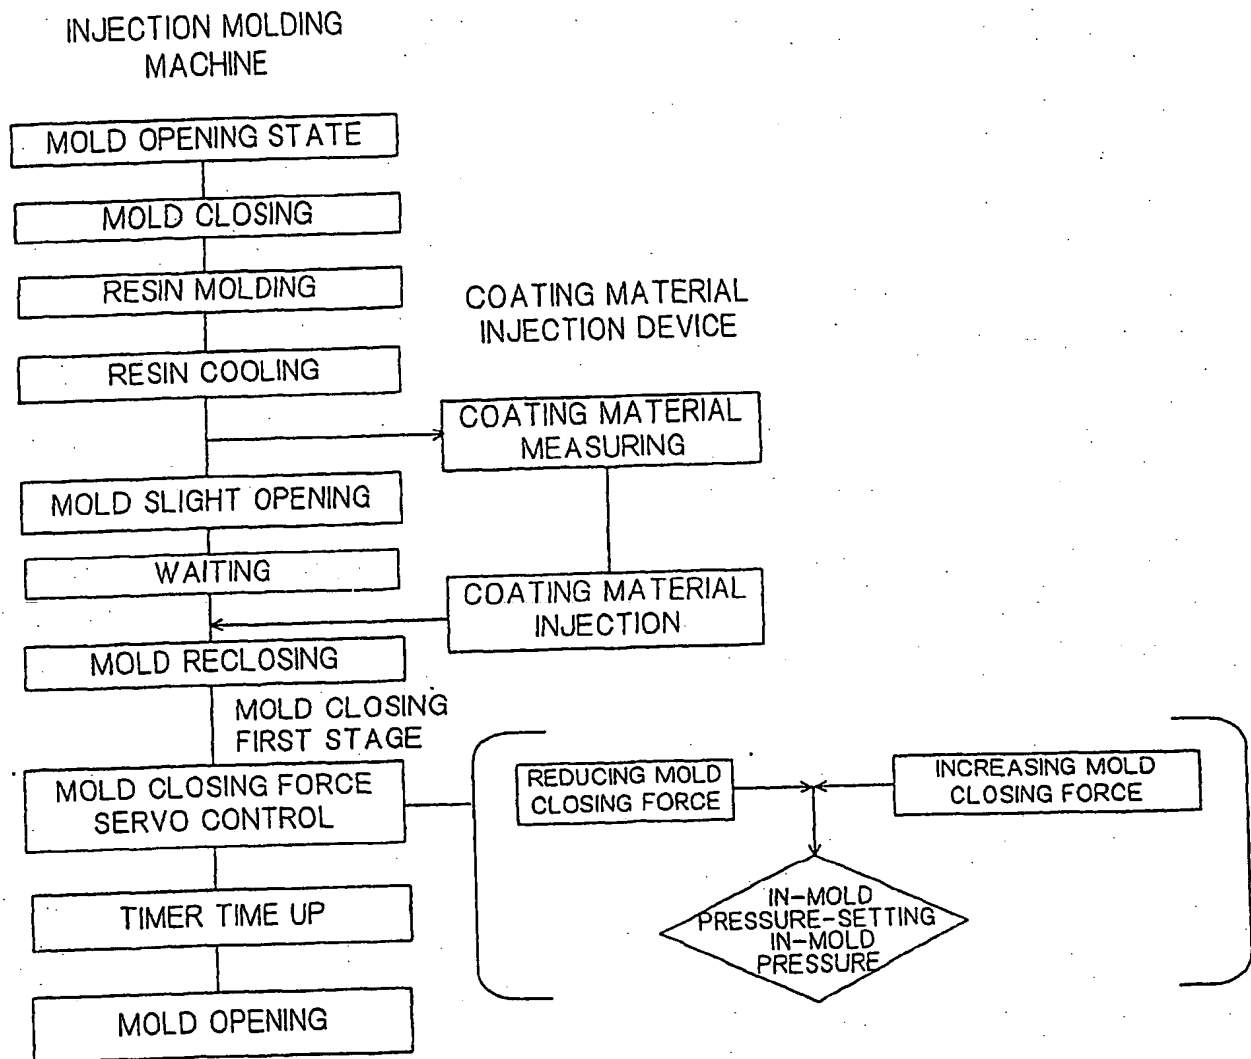 INJECTION MOLDING
MACHINE
MOLD OPENING STATE
MOLD CLOSING
RESIN MOLDING
RESIN COOLING
COATING MATERIAL
INJECTION DEVICE
COATING MATERIAL
MEASURING
MOLD SLIGHT OPENING
WAITING
COATING MATERIAL
INJECTION
MOLD RECLOSING
MOLD CLOSING
FIRST STAGE
MOLD CLOSING FORCE
SERVO CONTROL
REDUCING MOLD
CLOSING FORCE
INCREASING MOLD
CLOSING FORCE
IN-MOLD
PRESSURE-SETTING
IN-MOLD
PRESSURE
TIMER TIME UP
MOLD OPENING